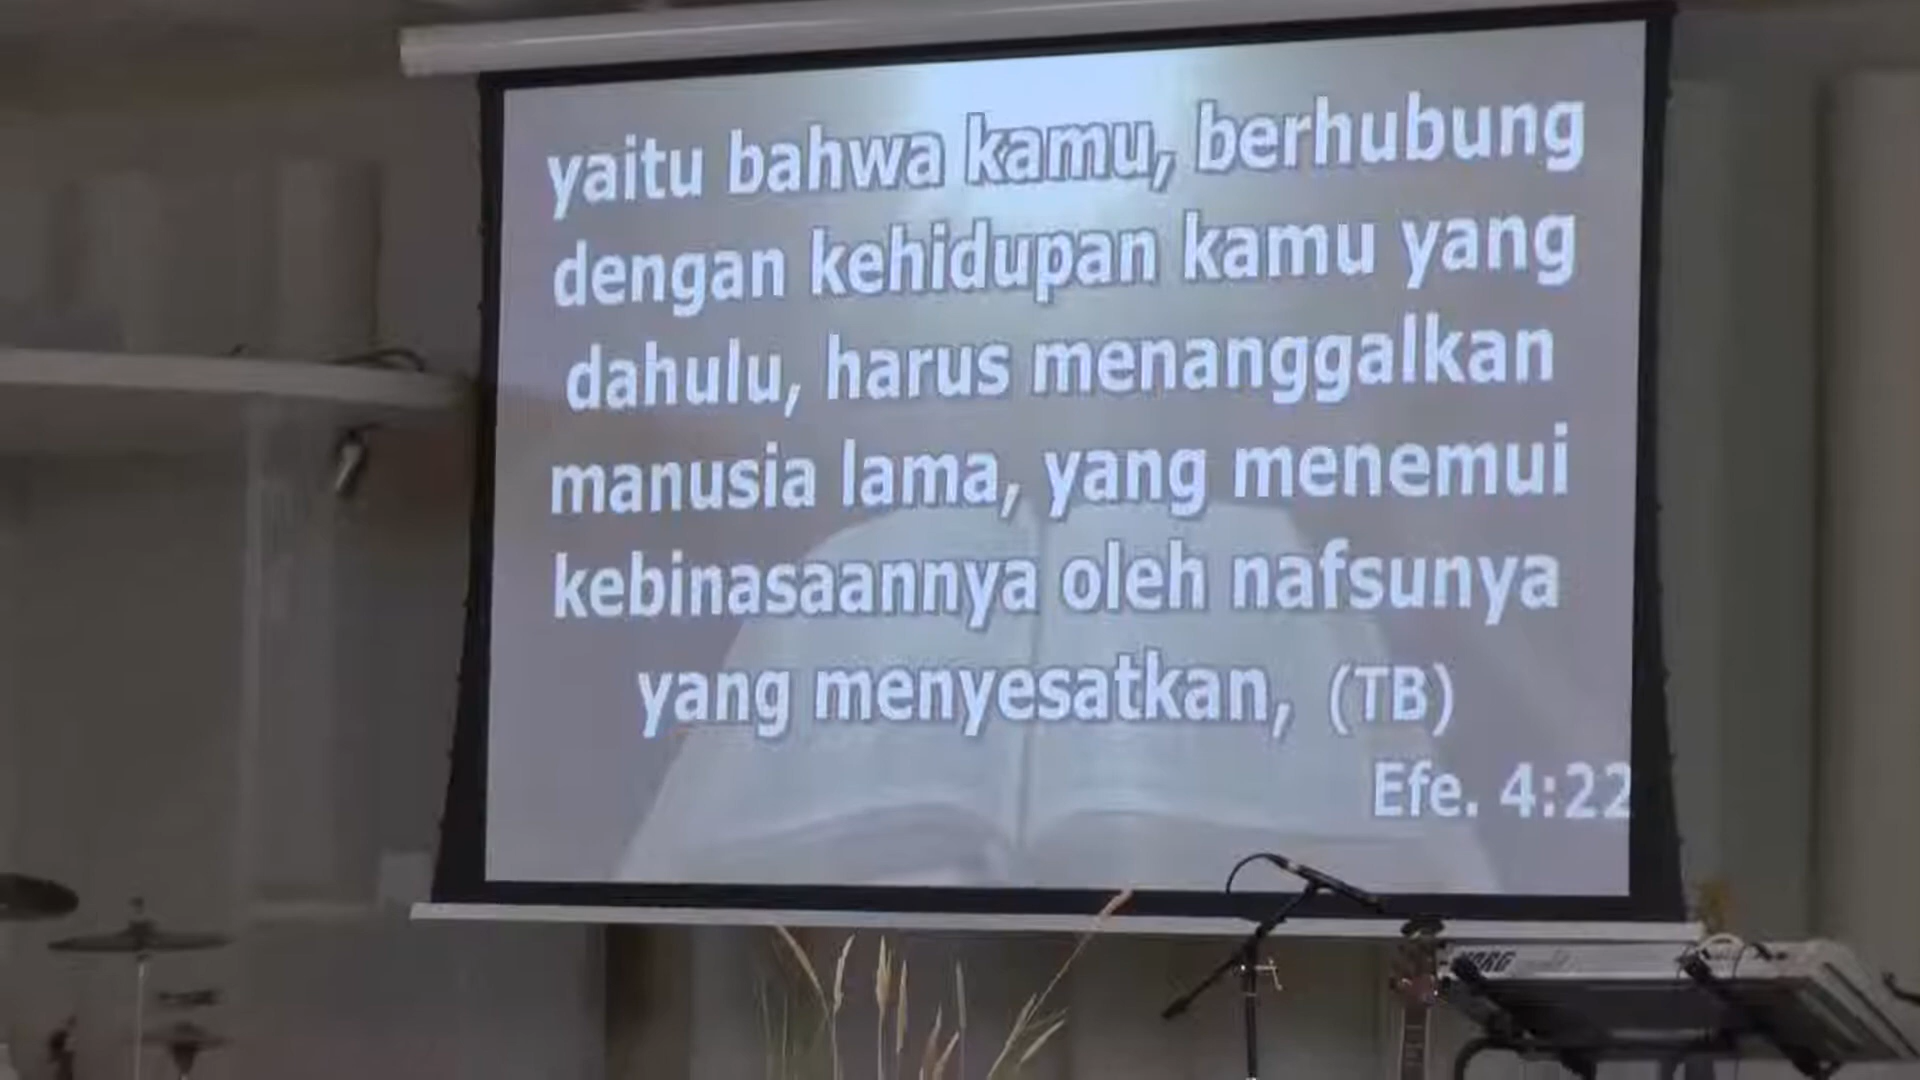 yaitu bahwa kamu, berhubung
dengan kehidupan kamu yang
dahulu, harus menanggalkan
manusia lama, yang menemui
kebinasaannya oleh nafsunya
yang menyesatkan, (TB)
Efe. 4:22
KORG